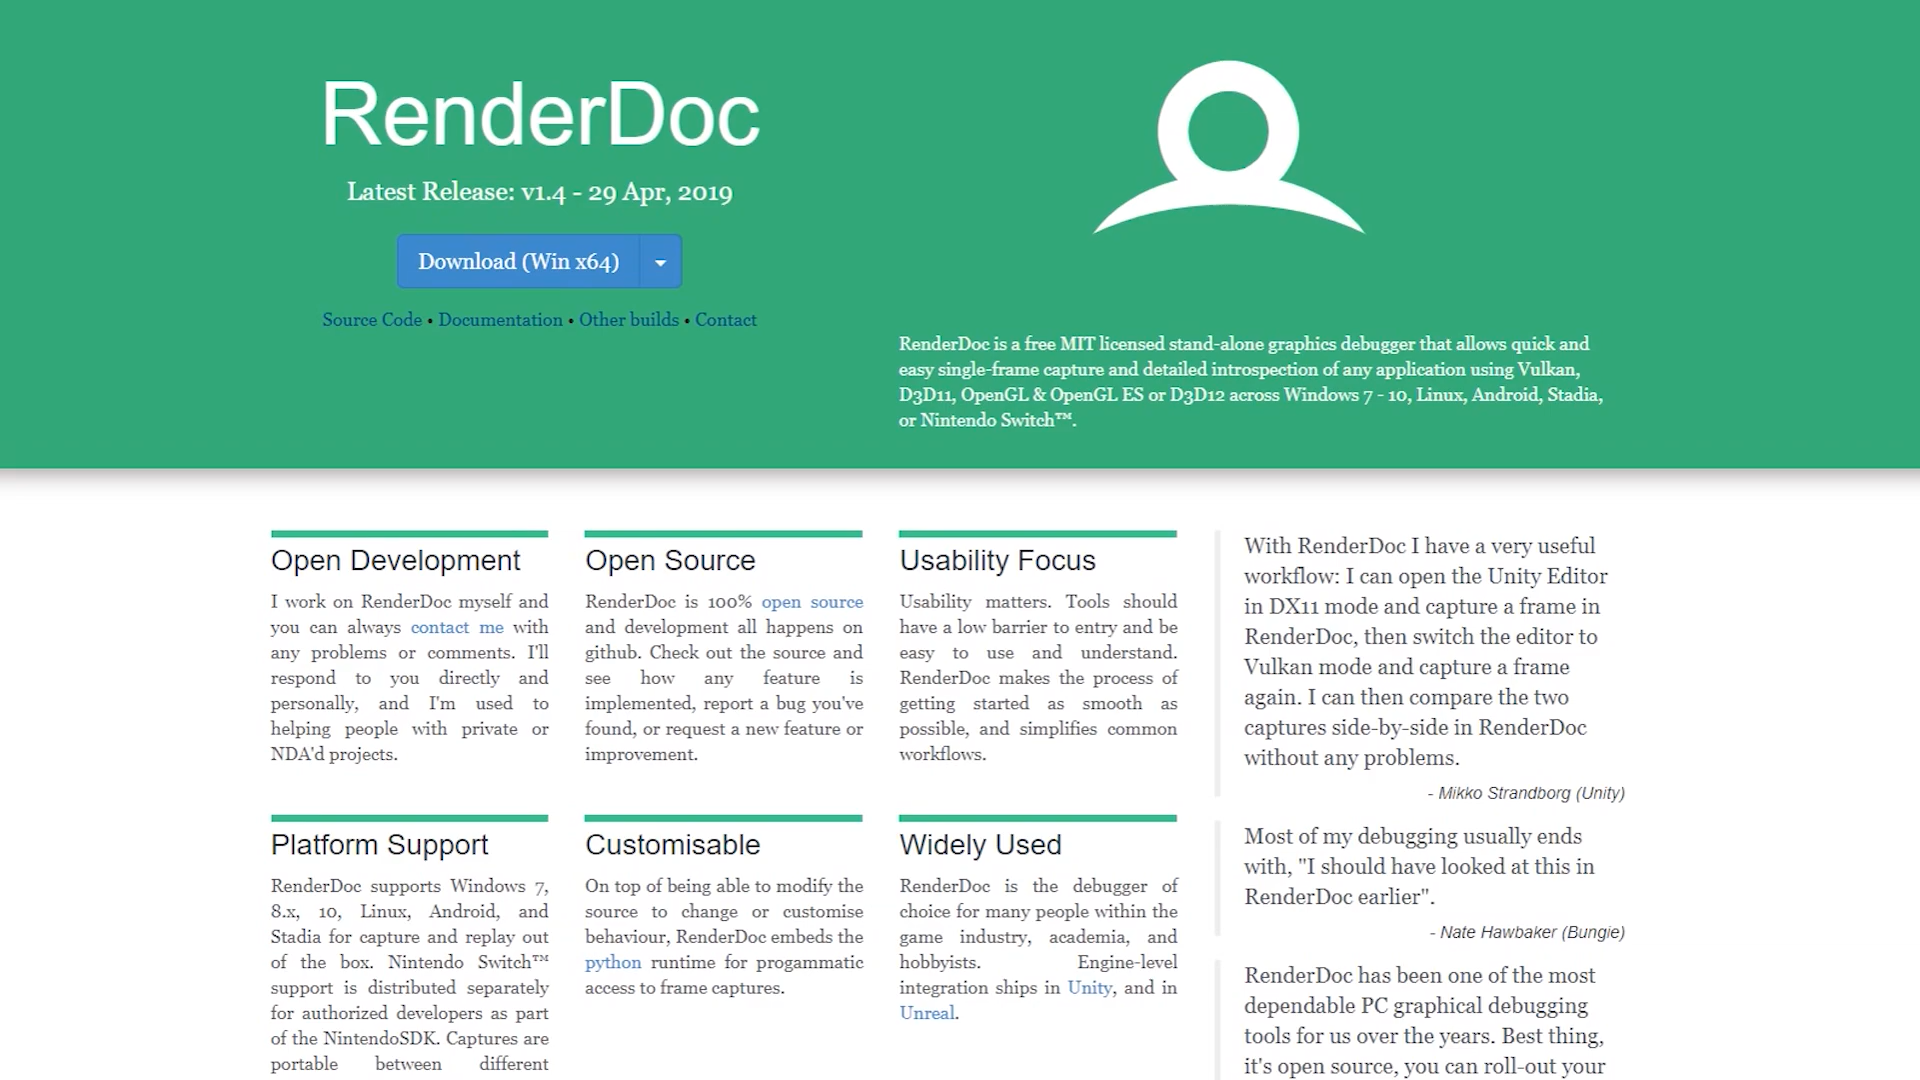 RenderDoc
Latest Release: v1.4 - 29 Apr, 2019
Download (Win x64)
Source Code • Documentation • Other builds • Contact
RenderDoc is a free MIT licensed stand-alone graphics debugger that allows quick and
easy single-frame capture and detailed introspection of any application using Vulkan,
D3D11, OpenGL & OpenGL ES or D3D12 across Windows 7 - 10, Linux, Android, Stadia,
or Nintendo Switch™.
Open Development
I work on RenderDoc myself and
you can always contact me with
any problems or comments. I'll
respond to you directly and
personally, and I'm used to
helping people with private or
NDA'd projects.
Open Source
RenderDoc is 100% open source
and development all happens on
github. Check out the source and
see how any feature is
implemented, report a bug you've
found, or request a new feature or
improvement.
Usability Focus
Usability matters. Tools should
have a low barrier to entry and be
easy to use and understand.
RenderDoc makes the process of
getting started as smooth as
possible, and simplifies common
workflows.
Platform Support
RenderDoc supports Windows 7,
8.x, 10, Linux, Android, and
Stadia for capture and replay out
of the box. Nintendo Switch™
support is distributed separately
for authorized developers as part
of the NintendoSDK. Captures are
portable between different
Customisable
On top of being able to modify the
source to change or customise
behaviour, RenderDoc embeds the
python runtime for progammatic
access to frame captures.
Widely Used
RenderDoc is the debugger of
choice for many people within the
game industry, academia, and
hobbyists. Engine-level
integration ships in Unity, and in
Unreal.
With RenderDoc I have a very useful
workflow: I can open the Unity Editor
in DX11 mode and capture a frame in
RenderDoc, then switch the editor to
Vulkan mode and capture a frame
again. I can then compare the two
captures side-by-side in RenderDoc
without any problems.
- Mikko Strandborg (Unity)
Most of my debugging usually ends
with, "I should have looked at this in
RenderDoc earlier".
- Nate Hawbaker (Bungie)
RenderDoc has been one of the most
dependable PC graphical debugging
tools for us over the years. Best thing,
it's open source, you can roll-out your